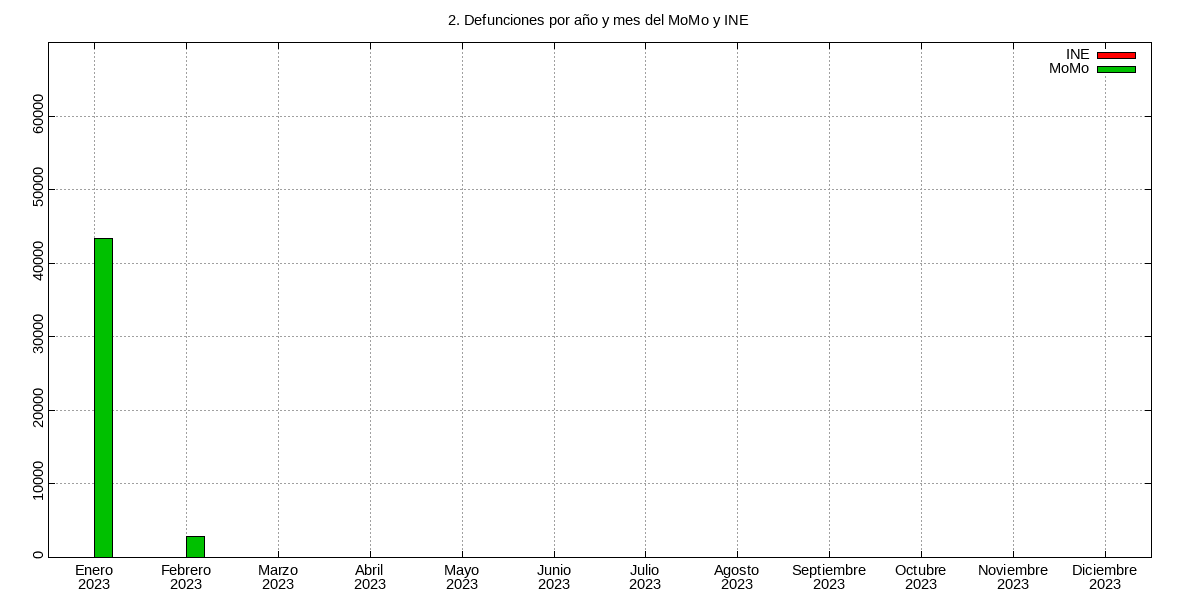 2. Defunciones por año y mes del MoMo y INE
INE
MoMo
60000
50000
40000
30000
20000
10000
0
Enero Febrero Marzo Abril Mayo Junio Julio Agosto Septiembre Octubre Noviembre Diciembre
2023 2023 2023 2023 2023 2023 2023 2023 2023 2023 2023 2023